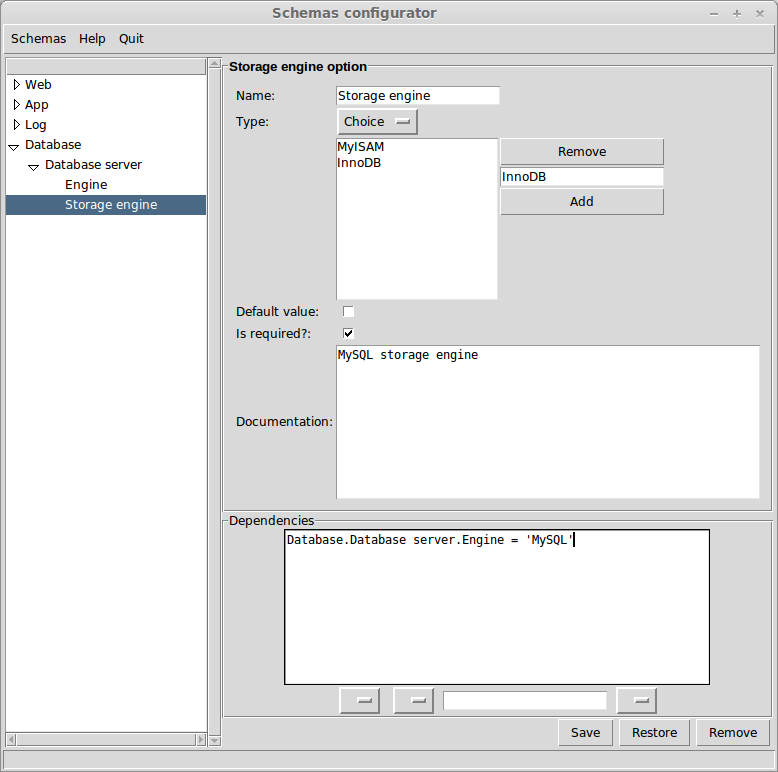 Schemas configurator
Schemas Help Quit
Web
App
Log
Database
Database server
Engine
Storage engine
Storage engine option
Name: Storage engine
Type: Choice
MyISAM
InnoDB
Remove
InnoDB
Add
Default value:
Is required?:
Documentation:
MySQL storage engine
Dependencies
Database.Database server.Engine = 'MySQL'
Save Restore Remove